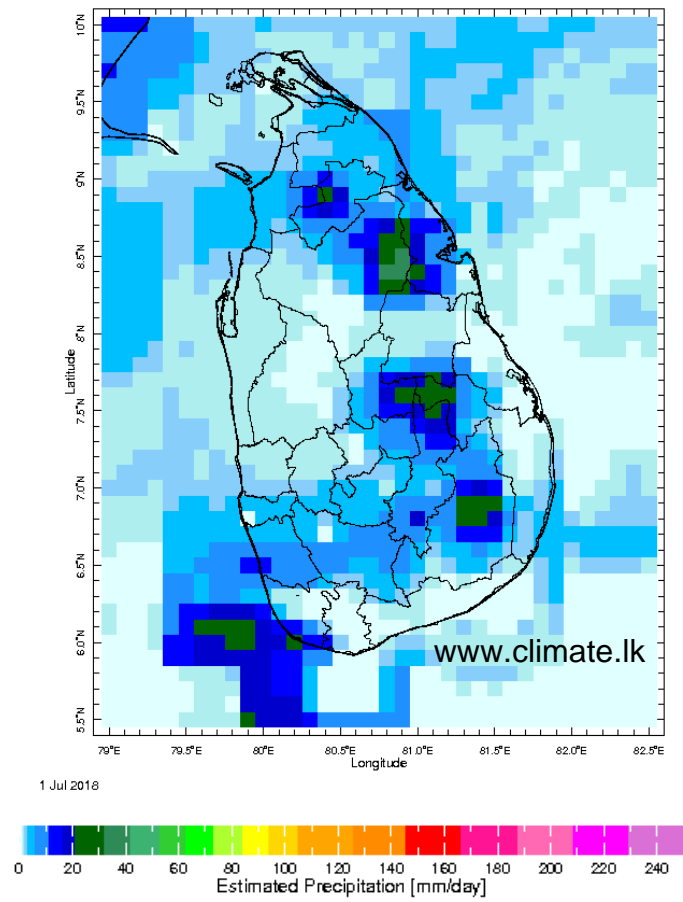 10°N
9.5°N
9°N
8.5°N
8°N
7.5°N
7.0°N
6.5°N
6.0°N
5.5°N
Latitude
www.climate.lk
79°E 79.5°E 80°E 80.5°E 81.0°E 81.5°E 82.0°E 82.5°E
Longitude
1 Jul 2018
0 20 40 60 80 100 120 140 160 180 200 220 240
Estimated Precipitation [mm/day]